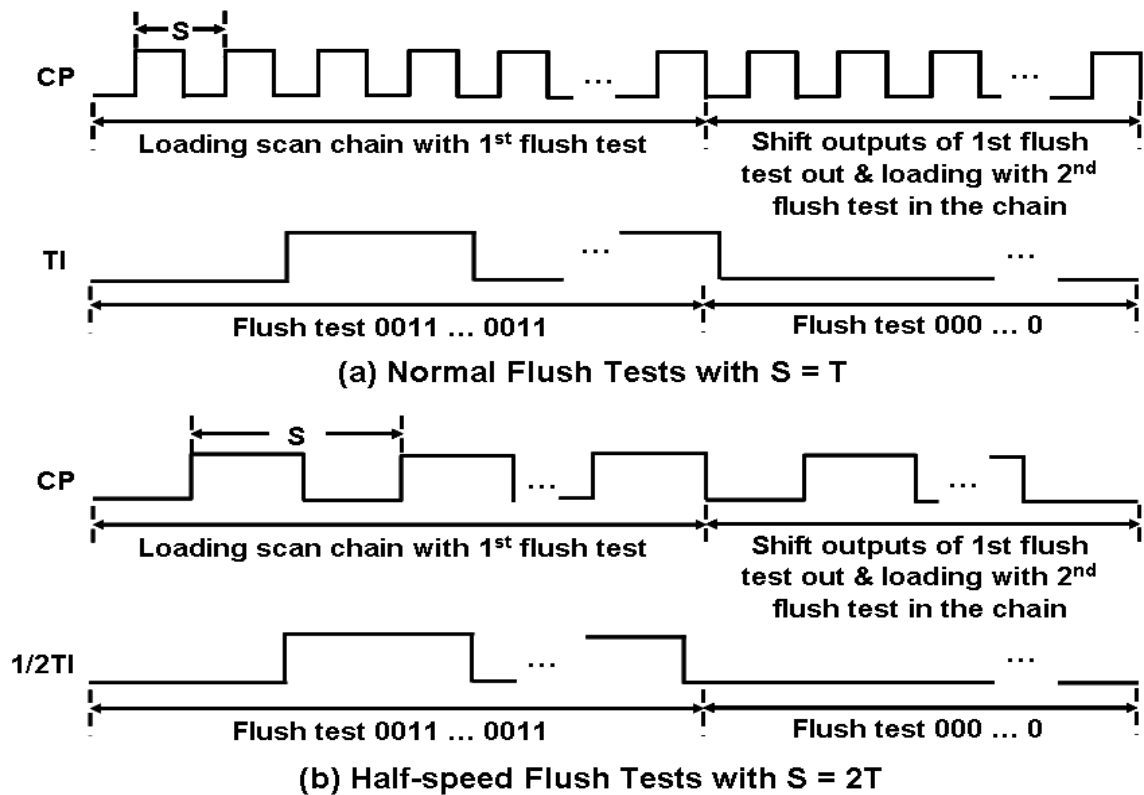 S
CP
...
...
Loading scan chain with 1st flush test
Shift outputs of 1st flush
test out & loading with 2nd
flush test in the chain
TI
...
...
Flush test 0011 ... 0011
Flush test 000 ... 0
(a) Normal Flush Tests with S = T
S
CP
...
...
Loading scan chain with 1st flush test
Shift outputs of 1st flush
test out & loading with 2nd
flush test in the chain
1/2TI
...
...
Flush test 0011 ... 0011
Flush test 000 ... 0
(b) Half-speed Flush Tests with S = 2T